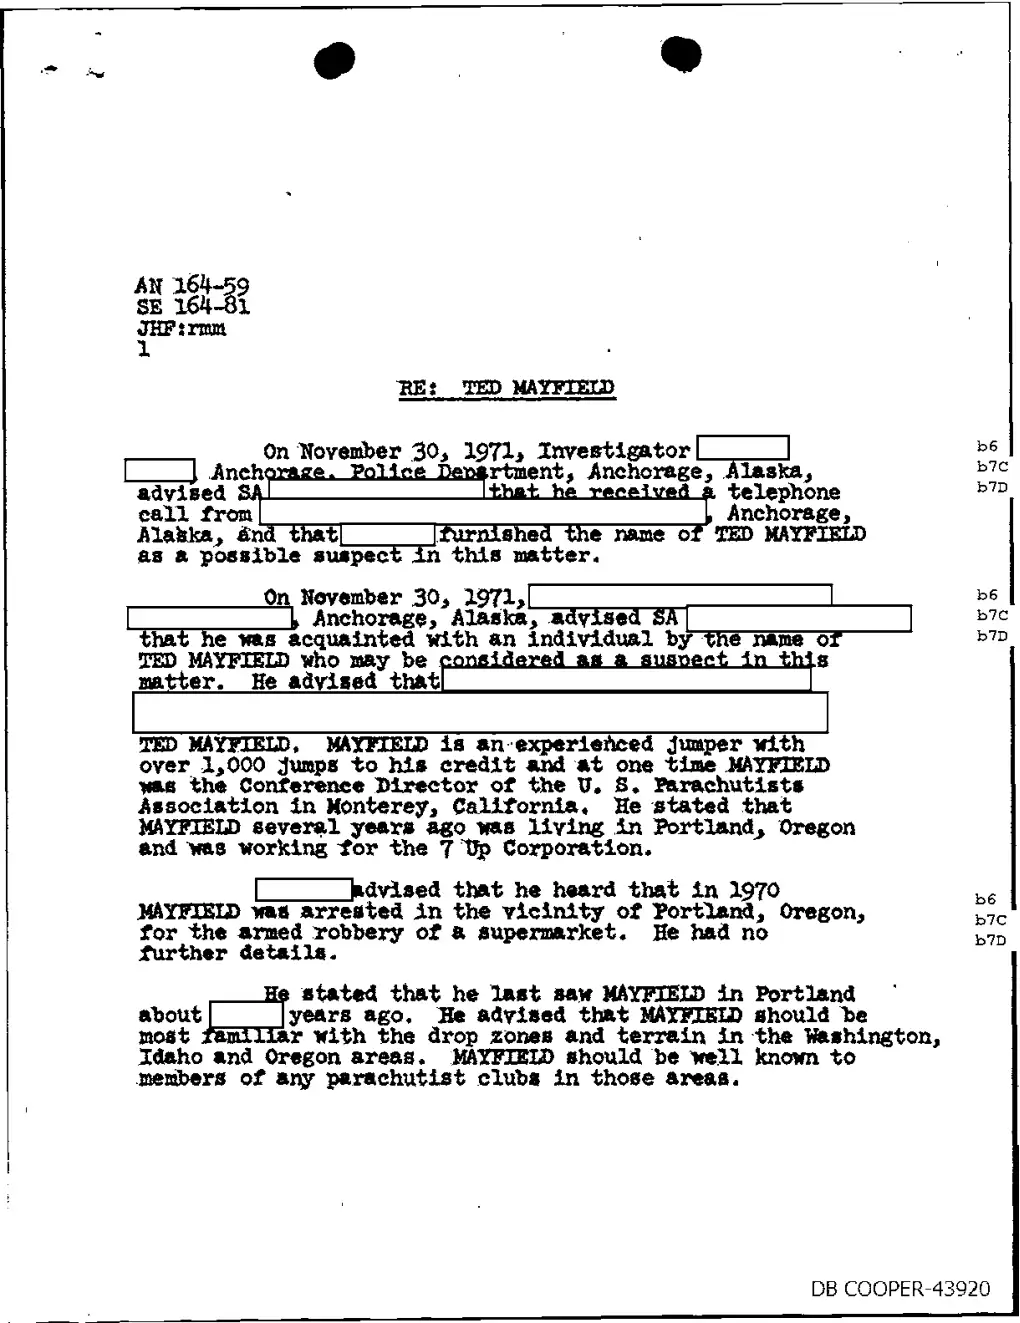 AN 164-59
SE 164-81
JHF:rmm
1
RE: TED MAYFIELD
On November 30, 1971, Investigator
b6
, Anchorage, Police Department, Anchorage, Alaska,
b7C
advised SA that he received a telephone
b7D
call from , Anchorage,
Alaska, and that furnished the name of TED MAYFIELD
as a possible suspect in this matter.
On November 30, 1971,
b6
, Anchorage, Alaska, advised SA
b7C
that he was acquainted with an individual by the name of
b7D
TED MAYFIELD who may be considered as a suspect in this
matter. He advised that
TED MAYFIELD. MAYFIELD is an experienced jumper with
over 1,000 jumps to his credit and at one time MAYFIELD
was the Conference Director of the U. S. Parachutists
Association in Monterey, California. He stated that
MAYFIELD several years ago was living in Portland, Oregon
and was working for the 7 Up Corporation.
advised that he heard that in 1970
b6
MAYFIELD was arrested in the vicinity of Portland, Oregon,
b7C
for the armed robbery of a supermarket. He had no
b7D
further details.
He stated that he last saw MAYFIELD in Portland
about years ago. He advised that MAYFIELD should be
most familiar with the drop zones and terrain in the Washington,
Idaho and Oregon areas. MAYFIELD should be well known to
members of any parachutist clubs in those areas.
DB COOPER-43920